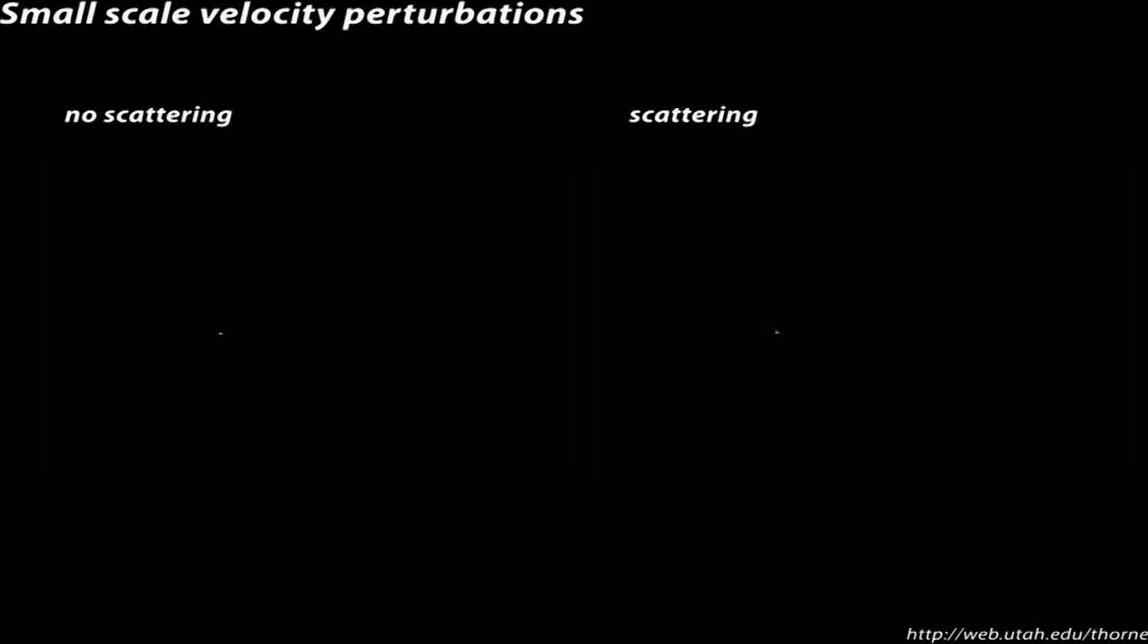 Small scale velocity perturbations
no scattering
scattering
http://web.utah.edu/thorne